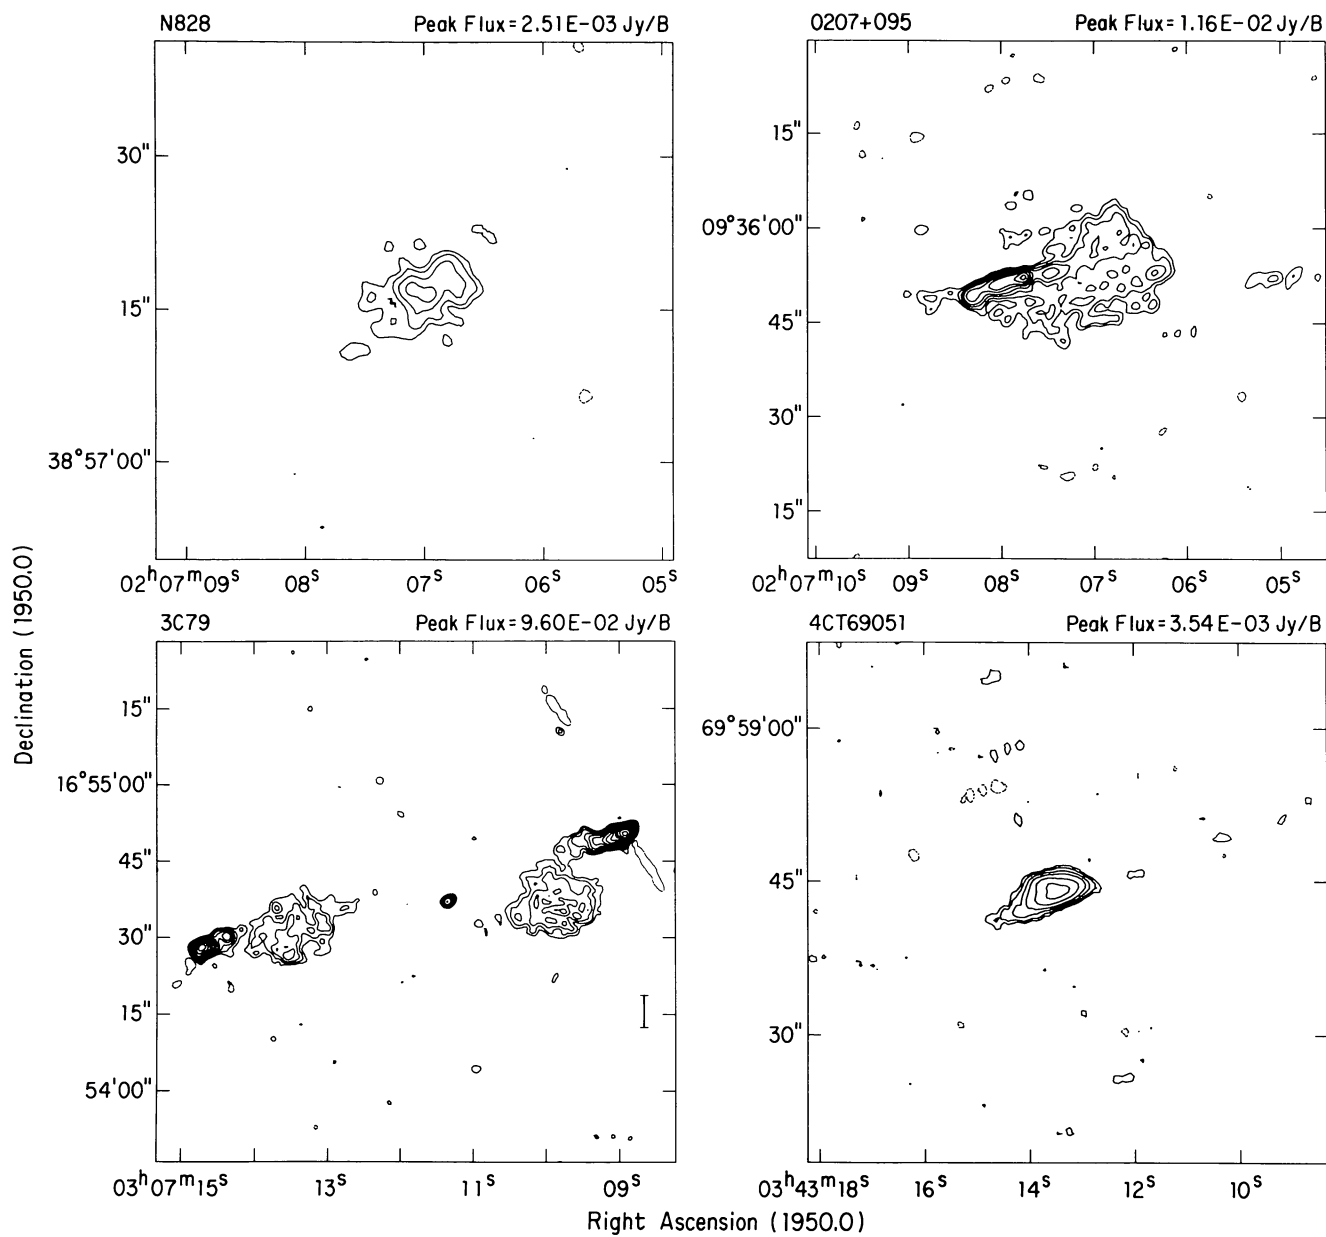 N828 Peak Flux=2.51E-03 Jy/B
30"
15"
38°57'00"
02ʰ07ᵐ09ˢ 08ˢ 07ˢ 06ˢ 05ˢ
0207+095 Peak Flux=1.16E-02 Jy/B
15"
09°36'00"
45"
30"
15"
02ʰ07ᵐ10ˢ 09ˢ 08ˢ 07ˢ 06ˢ 05ˢ
Declination (1950.0)
3C79 Peak Flux=9.60E-02 Jy/B
15"
16°55'00"
45"
30"
15"
54'00"
03ʰ07ᵐ15ˢ 13ˢ 11ˢ 09ˢ
4CT69051 Peak Flux=3.54E-03 Jy/B
69°59'00"
45"
30"
03ʰ43ᵐ18ˢ 16ˢ 14ˢ 12ˢ 10ˢ
Right Ascension (1950.0)